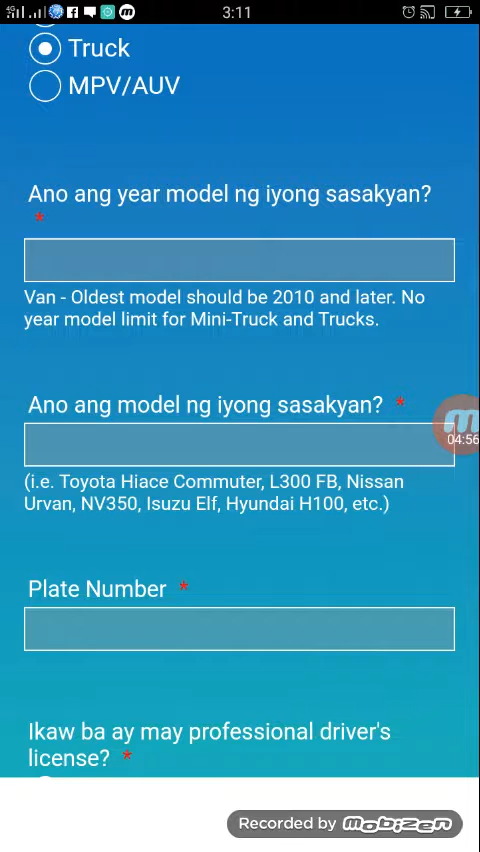 4G 3:11
Truck
MPV/AUV
Ano ang year model ng iyong sasakyan?
*
Van - Oldest model should be 2010 and later. No
year model limit for Mini-Truck and Trucks.
Ano ang model ng iyong sasakyan? *
04:56
(i.e. Toyota Hiace Commuter, L300 FB, Nissan
Urvan, NV350, Isuzu Elf, Hyundai H100, etc.)
Plate Number *
Ikaw ba ay may professional driver's
license? *
Recorded by Mobizen